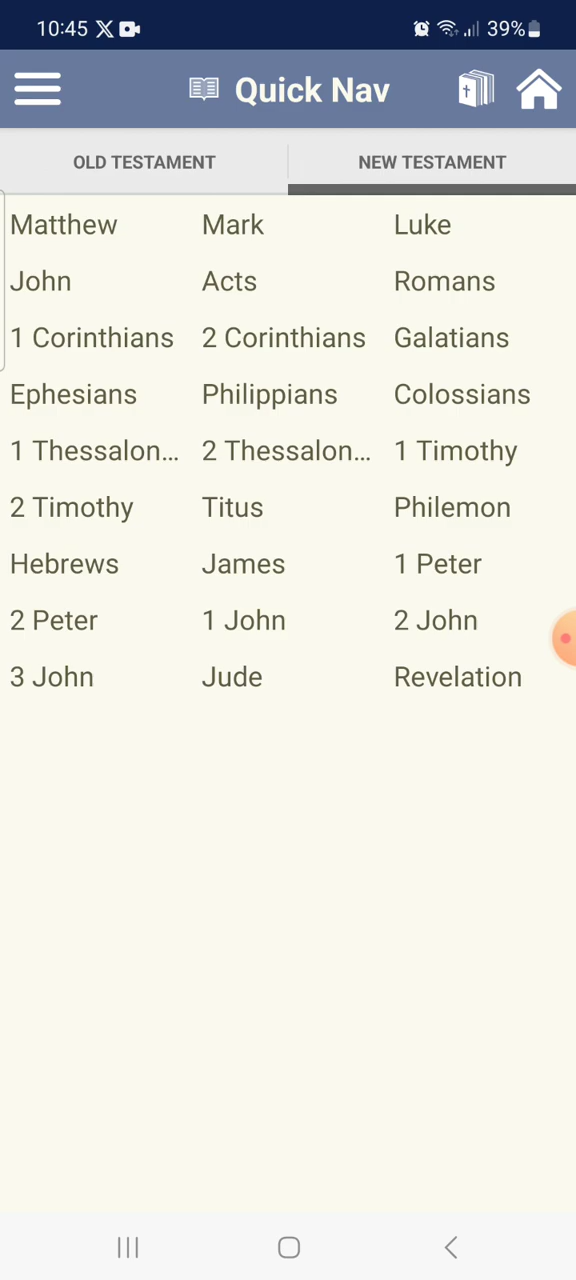 10:45 39%
Quick Nav
OLD TESTAMENT NEW TESTAMENT
Matthew Mark Luke
John Acts Romans
1 Corinthians 2 Corinthians Galatians
Ephesians Philippians Colossians
1 Thessalon... 2 Thessalon... 1 Timothy
2 Timothy Titus Philemon
Hebrews James 1 Peter
2 Peter 1 John 2 John
3 John Jude Revelation